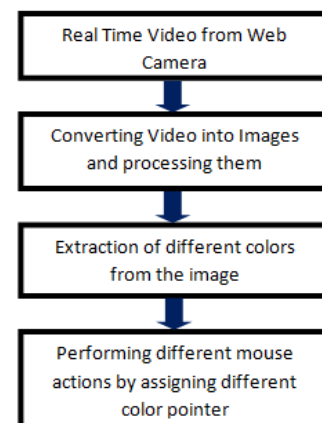 Real Time Video from Web
Camera
Converting Video into Images
and processing them
Extraction of different colors
from the image
Performing different mouse
actions by assigning different
color pointer